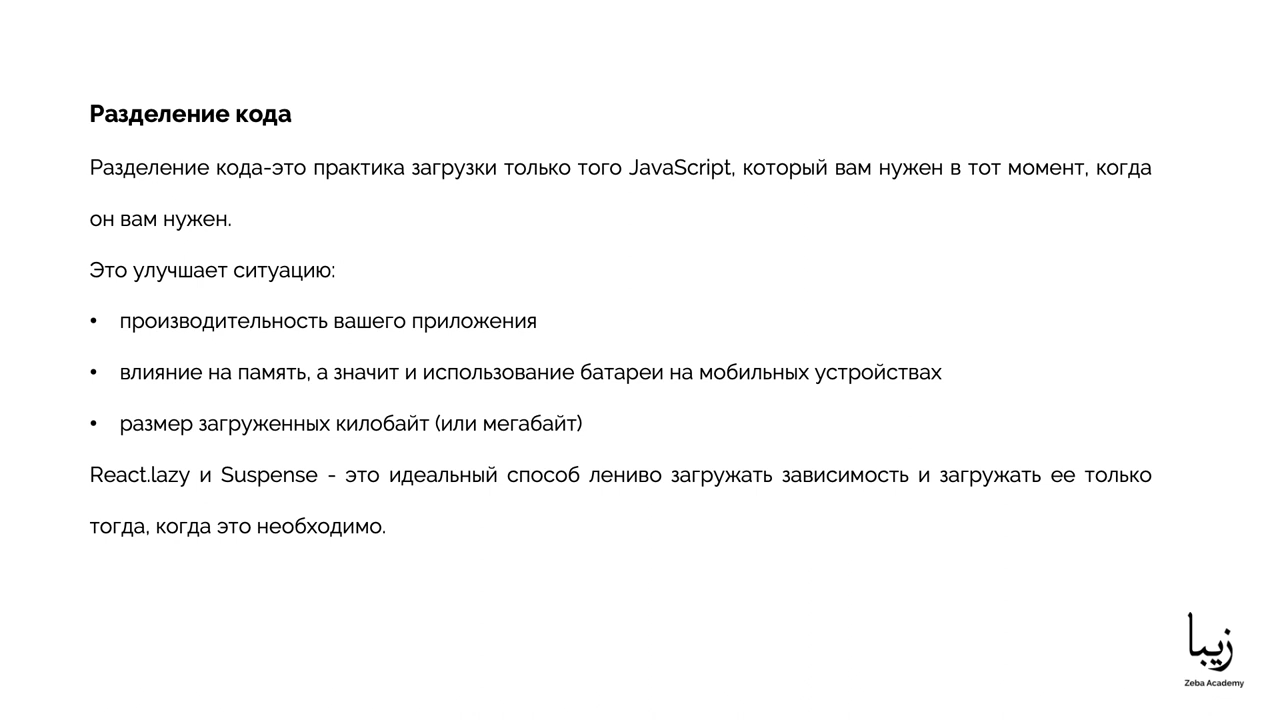 Разделение кода
Разделение кода-это практика загрузки только того JavaScript, который вам нужен в тот момент, когда
он вам нужен.
Это улучшает ситуацию:
• производительность вашего приложения
• влияние на память, а значит и использование батареи на мобильных устройствах
• размер загруженных килобайт (или мегабайт)
React.lazy и Suspense - это идеальный способ лениво загружать зависимость и загружать ее только
тогда, когда это необходимо.
زیبا
Zeba Academy